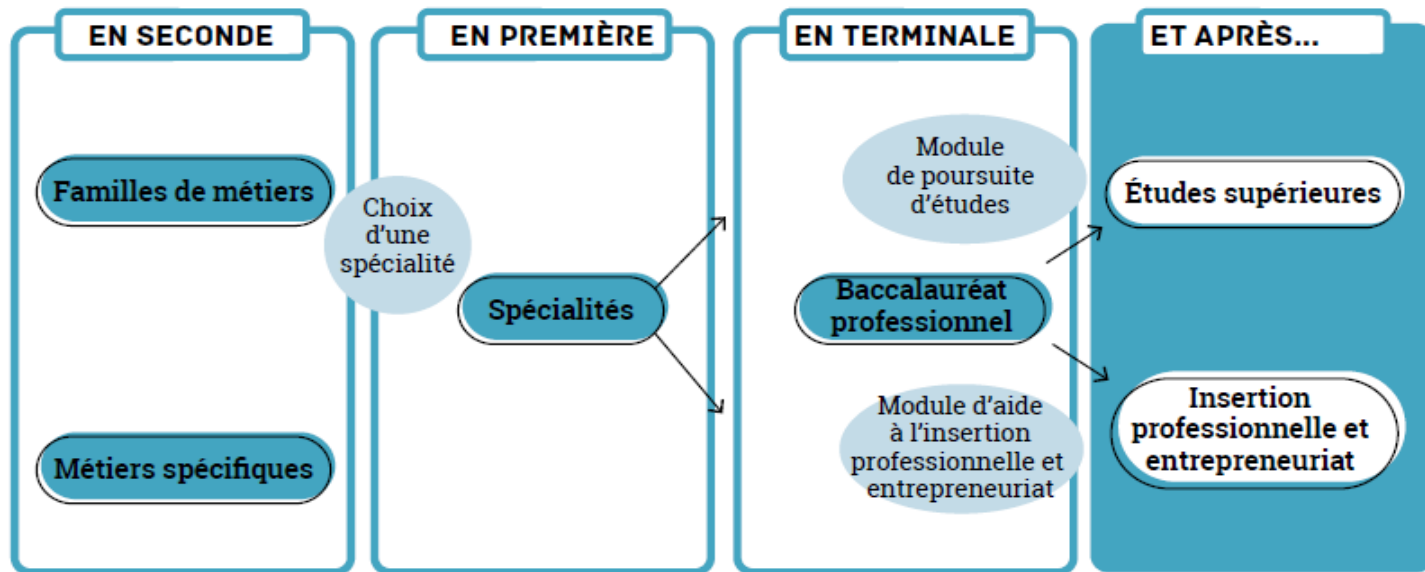 EN SECONDE
Familles de métiers
Métiers spécifiques
Choix
d'une
spécialité
EN PREMIÈRE
Spécialités
EN TERMINALE
Module
de poursuite
d'études
Baccalauréat
professionnel
Module d'aide
à l'insertion
professionnelle et
entrepreneuriat
ET APRÈS...
Études supérieures
Insertion
professionnelle et
entrepreneuriat